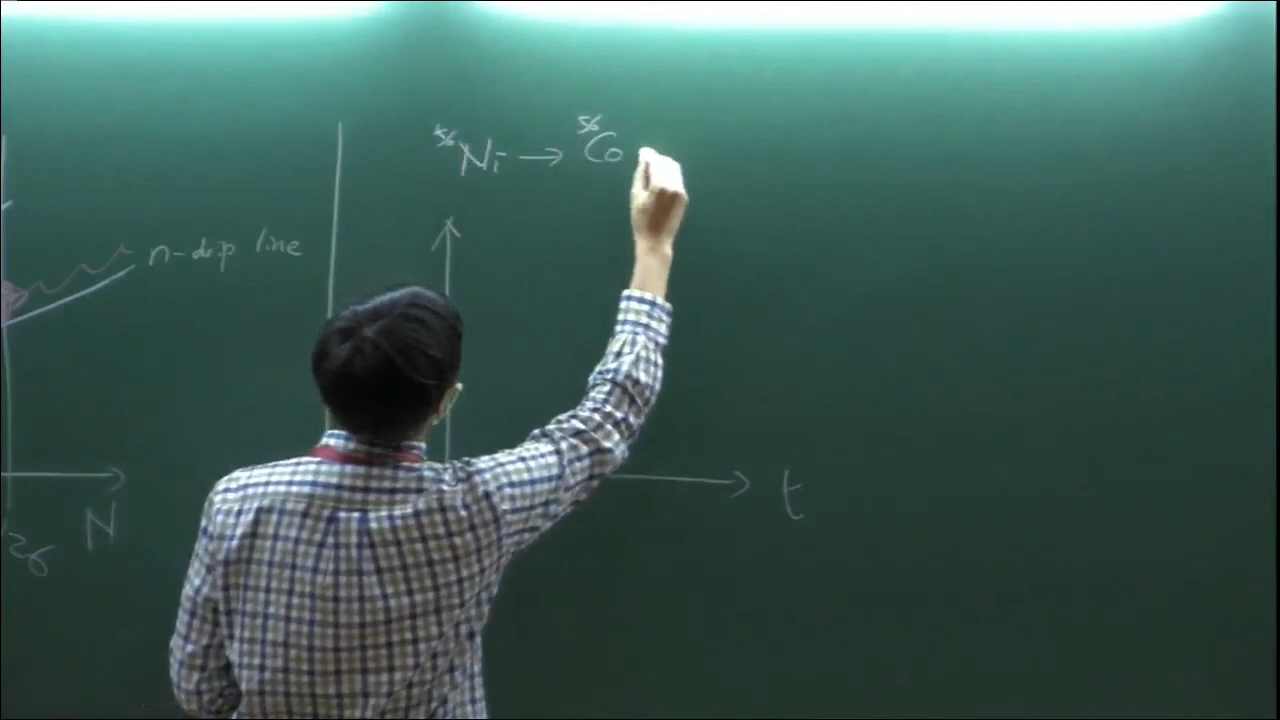 ⁵⁶Ni → ⁵⁶Co
n-drip line
t
N